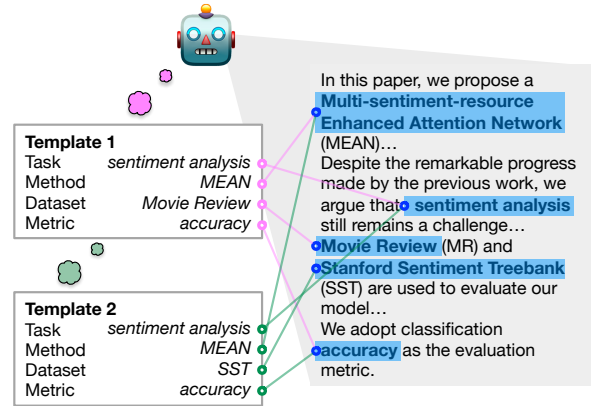 In this paper, we propose a
Multi-sentiment-resource
Enhanced Attention Network
(MEAN)…
Despite the remarkable progress
made by the previous work, we
argue that sentiment analysis
still remains a challenge…
Movie Review (MR) and
Stanford Sentiment Treebank
(SST) are used to evaluate our
model…
We adopt classification
accuracy as the evaluation
metric.
Template 1
Task sentiment analysis
Method MEAN
Dataset Movie Review
Metric accuracy
Template 2
Task sentiment analysis
Method MEAN
Dataset SST
Metric accuracy